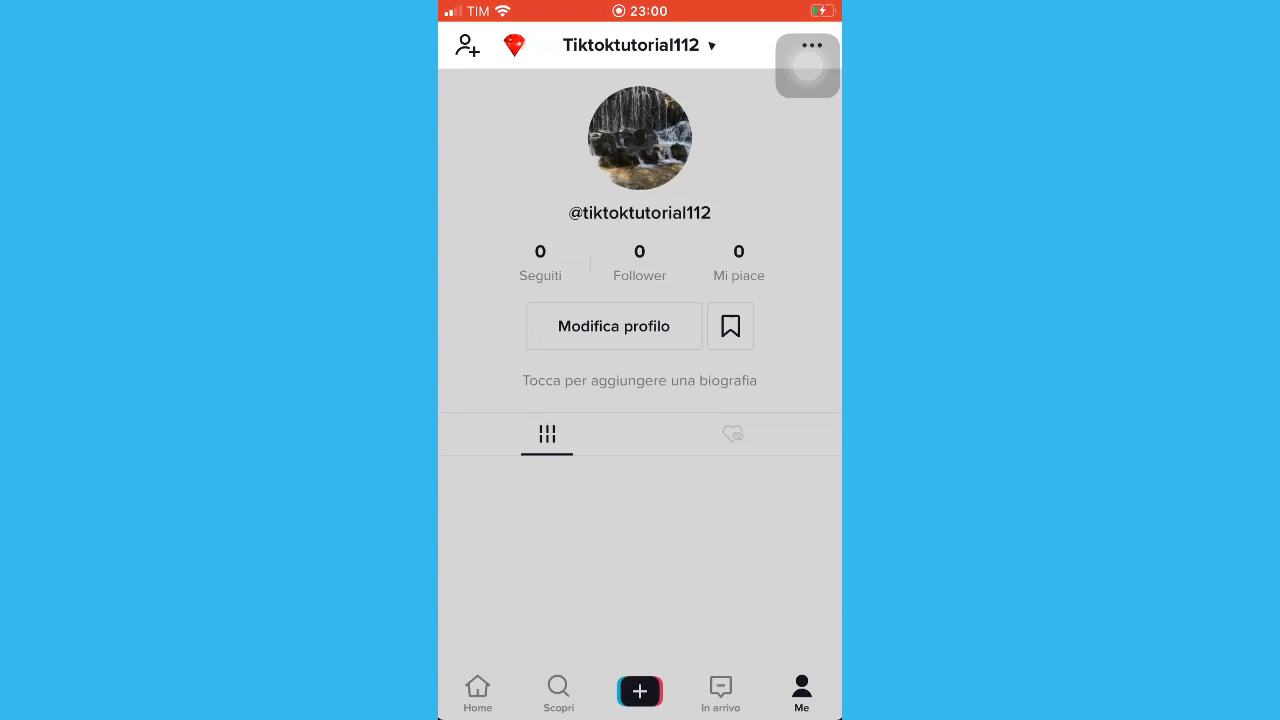 TIM 23:00
Tiktoktutorial112
@tiktoktutorial112
0 0 0
Seguiti Follower Mi piace
Modifica profilo
Tocca per aggiungere una biografia
Home Scopri In arrivo Me